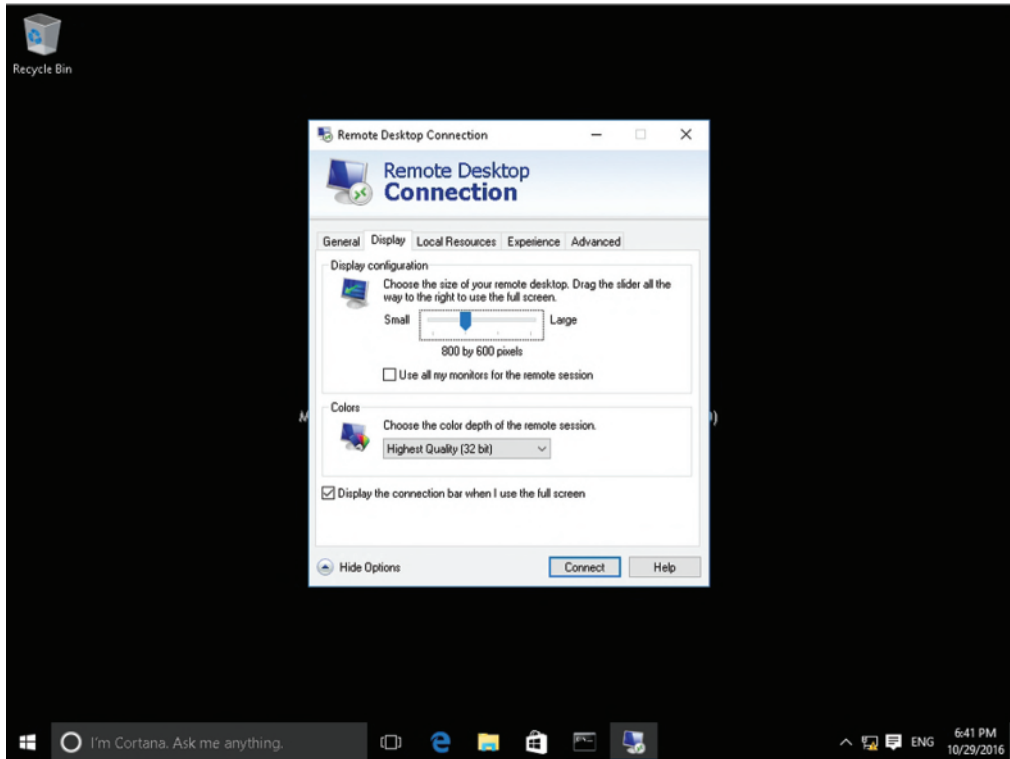 Recycle Bin
Remote Desktop Connection
Remote Desktop
Connection
General Display Local Resources Experience Advanced
Display configuration
Choose the size of your remote desktop. Drag the slider all the
way to the right to use the full screen.
Small Large
800 by 600 pixels
Use all my monitors for the remote session
Colors
Choose the color depth of the remote session.
Highest Quality (32 bit)
Display the connection bar when I use the full screen
Hide Options Connect Help
I'm Cortana. Ask me anything.
ENG
6:41 PM
10/29/2016